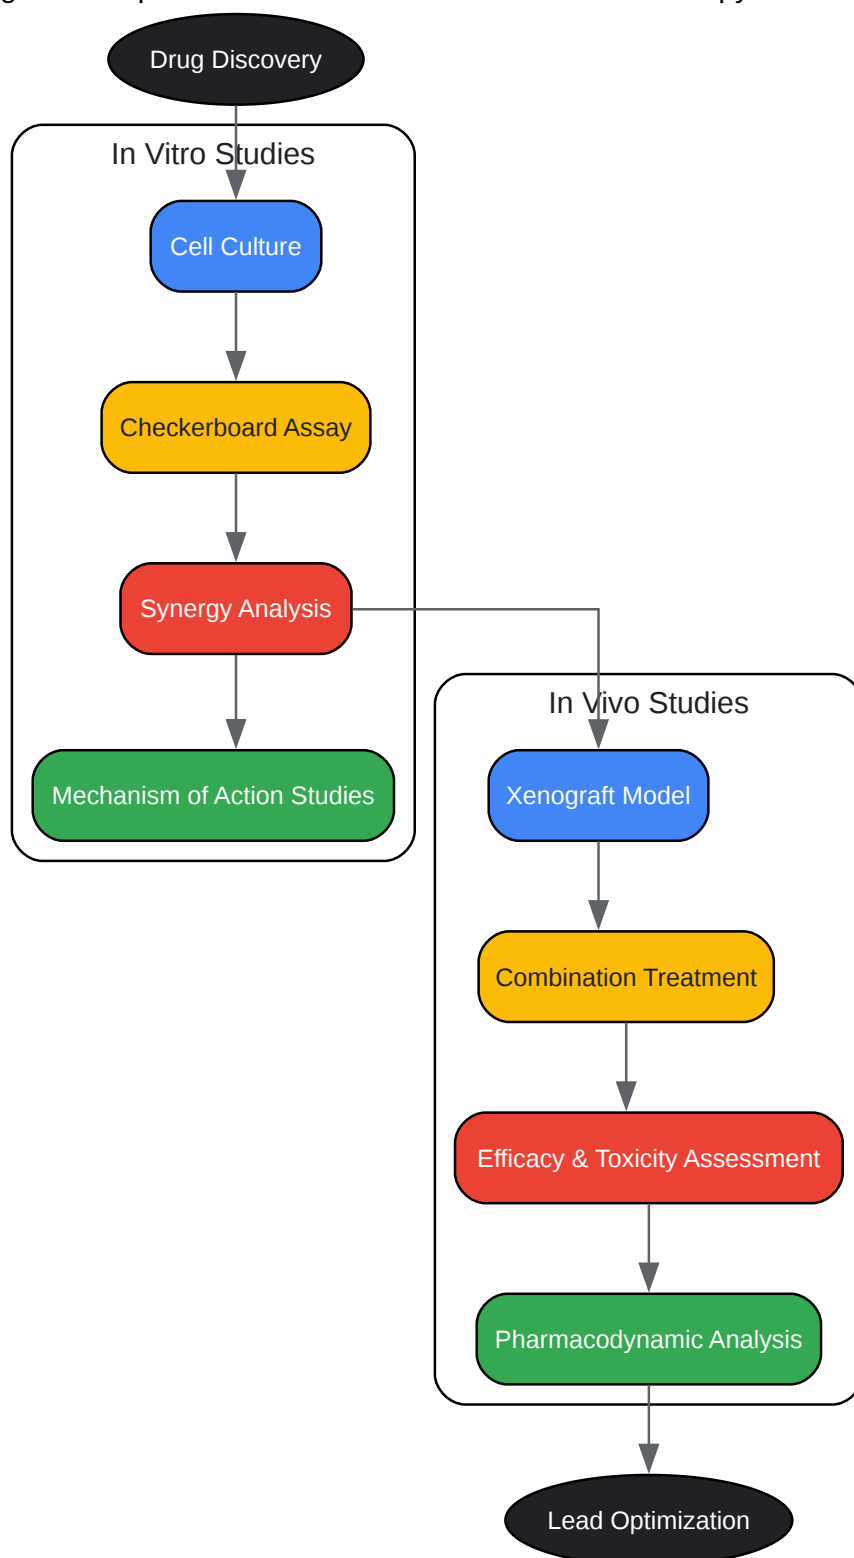 Drug Discovery
In Vitro Studies
Cell Culture
Checkerboard Assay
Synergy Analysis
Mechanism of Action Studies
In Vivo Studies
Xenograft Model
Combination Treatment
Efficacy & Toxicity Assessment
Pharmacodynamic Analysis
Lead Optimization